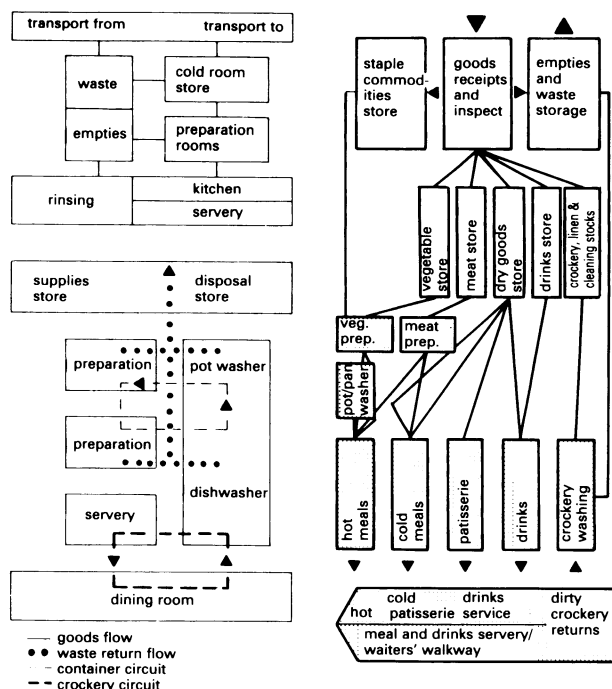 transport from
transport to
waste
cold room
store
empties
preparation
rooms
rinsing
kitchen
servery
supplies
store
disposal
store
preparation
pot washer
preparation
dishwasher
servery
dining room
goods flow
waste return flow
container circuit
crockery circuit
staple
commod-
ities
store
goods
receipts
and
inspect
empties
and
waste
storage
vegetable
store
meat store
dry goods
store
drinks store
crockery, linen &
cleaning stocks
veg.
prep.
meat
prep.
pot/pan
washer
hot
meals
cold
meals
patisserie
drinks
crockery
washing
hot
cold
patisserie
drinks
service
dirty
crockery
returns
meal and drinks servery/
waiters' walkway